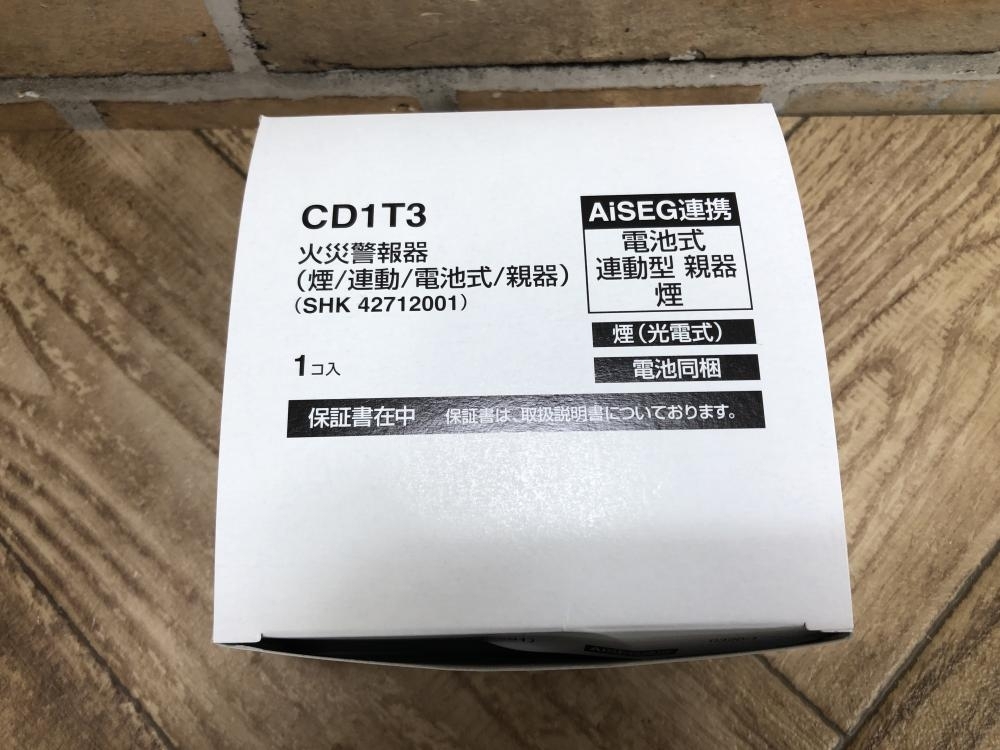 CD1T3
火災警報器
(煙/連動/電池式/親器)
(SHK 42712001)
1コ入
AiSEG連携
電池式
連動型 親器
煙
煙(光電式)
電池同梱
保証書在中 保証書は、取扱説明書についております。